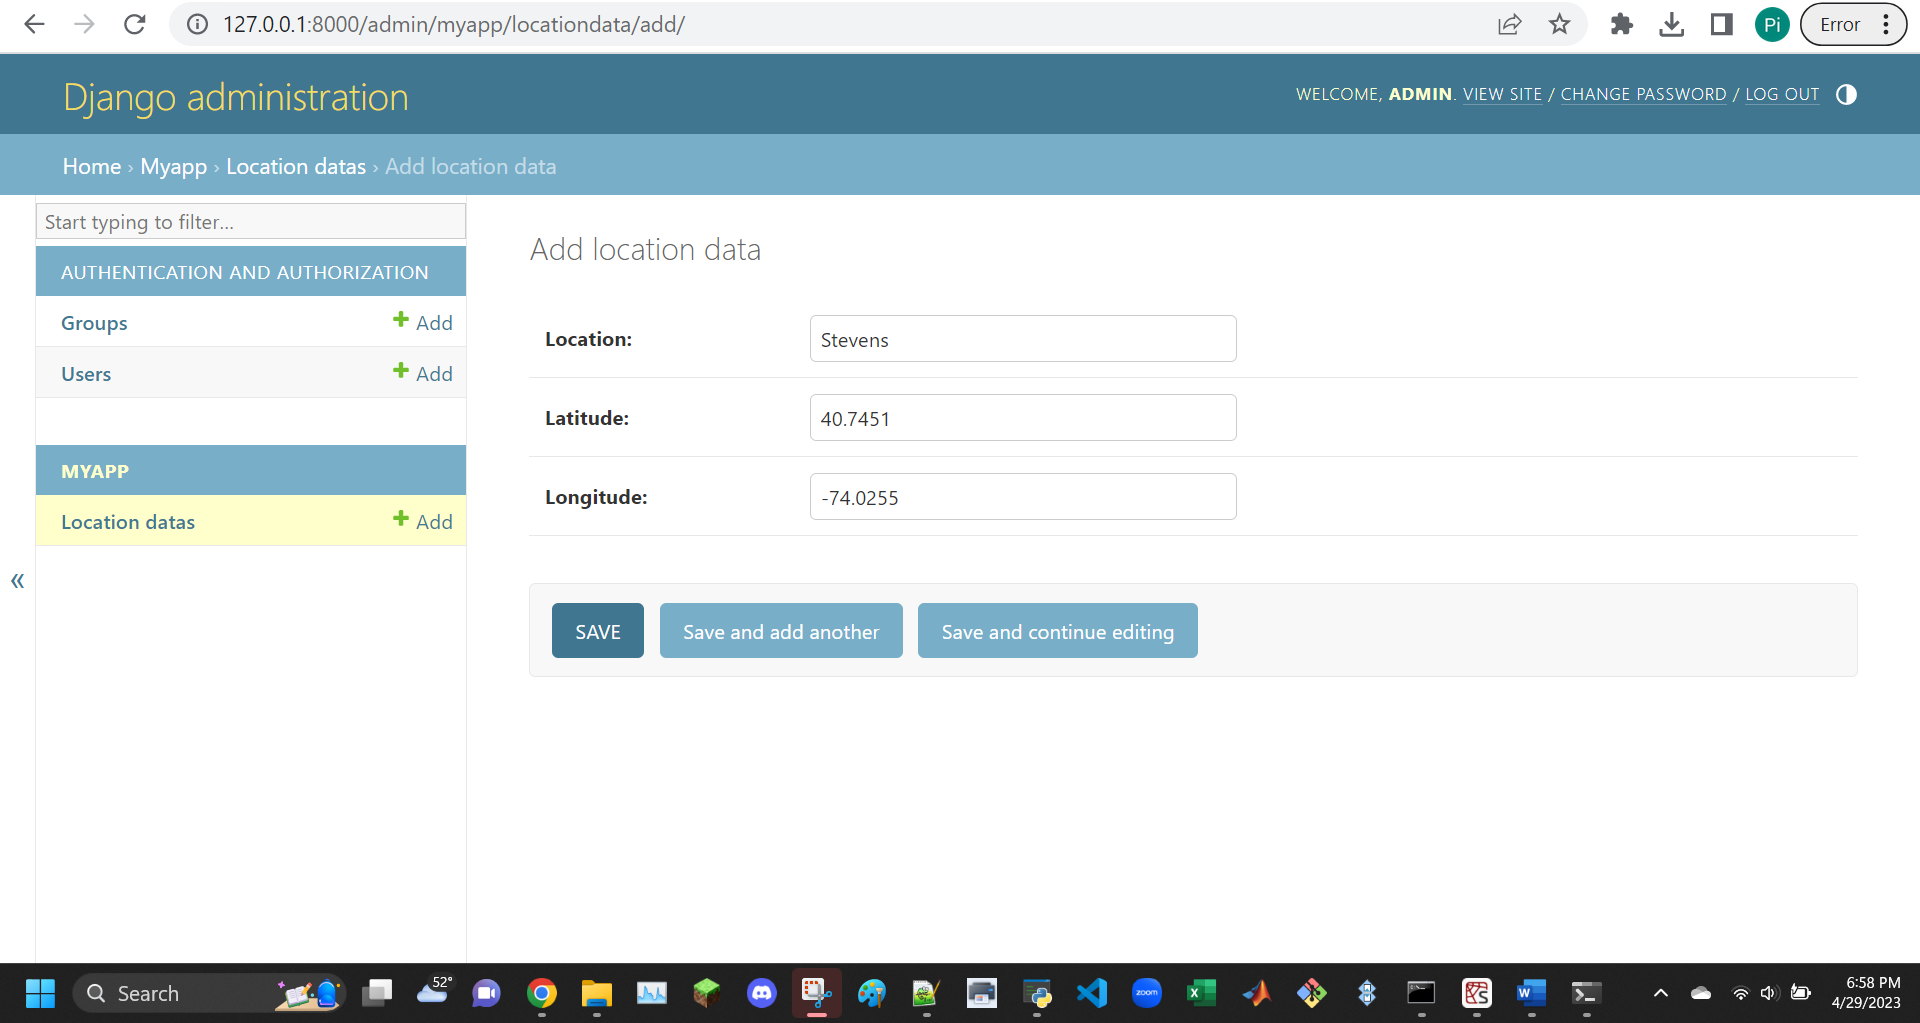 127.0.0.1:8000/admin/myapp/locationdata/add/
Pi
Error
Django administration
WELCOME, ADMIN. VIEW SITE / CHANGE PASSWORD / LOG OUT
Home › Myapp › Location datas › Add location data
Start typing to filter...
AUTHENTICATION AND AUTHORIZATION
Groups
Add
Users
Add
MYAPP
Location datas
Add
«
Add location data
Location:
Stevens
Latitude:
40.7451
Longitude:
-74.0255
SAVE
Save and add another
Save and continue editing
Search
52°
zoom
6:58 PM
4/29/2023